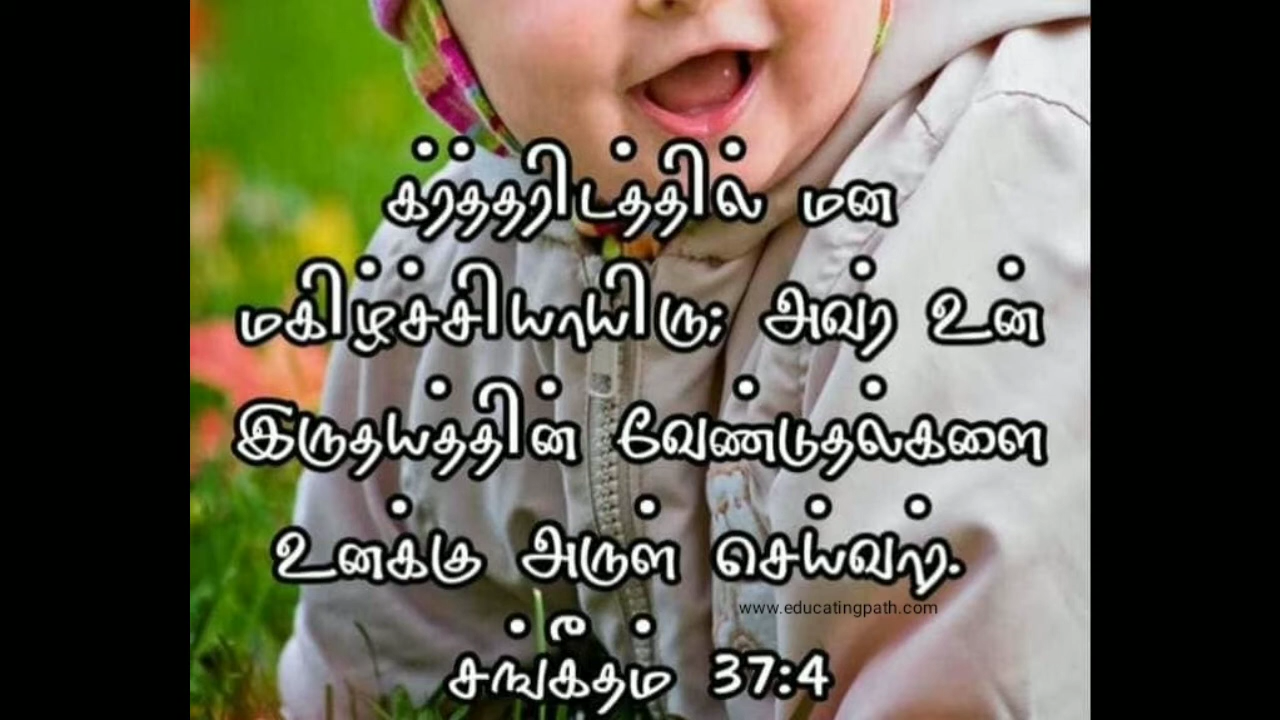 கர்த்தரிடத்தில் மன
மகிழ்ச்சியாயிரு; அவர் உன்
இருதயத்தின் வேண்டுதல்களை
உனக்கு அருள் செய்வார்.
www.educatingpath.com
சங்கீதம் 37:4